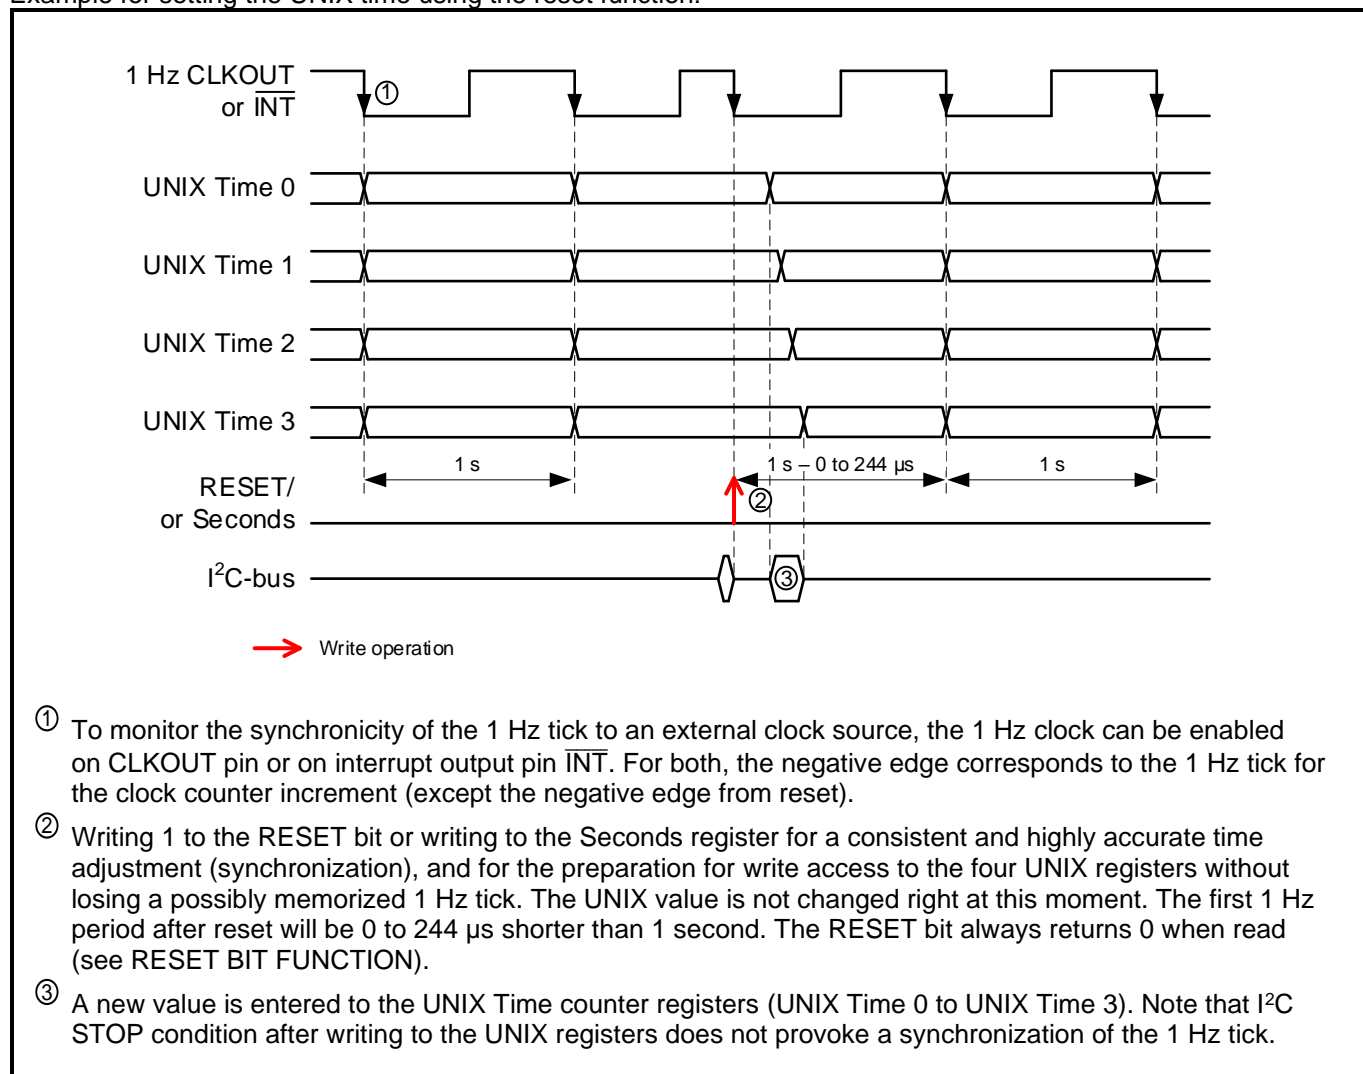 Example for setting the UNIX time using the reset function:
1 Hz CLKOUT
or INT
①
UNIX Time 0
UNIX Time 1
UNIX Time 2
UNIX Time 3
1 s
1 s – 0 to 244 µs
1 s
RESET/
or Seconds
②
I²C-bus
③
Write operation
① To monitor the synchronicity of the 1 Hz tick to an external clock source, the 1 Hz clock can be enabled
on CLKOUT pin or on interrupt output pin INT. For both, the negative edge corresponds to the 1 Hz tick for
the clock counter increment (except the negative edge from reset).
② Writing 1 to the RESET bit or writing to the Seconds register for a consistent and highly accurate time
adjustment (synchronization), and for the preparation for write access to the four UNIX registers without
losing a possibly memorized 1 Hz tick. The UNIX value is not changed right at this moment. The first 1 Hz
period after reset will be 0 to 244 µs shorter than 1 second. The RESET bit always returns 0 when read
(see RESET BIT FUNCTION).
③ A new value is entered to the UNIX Time counter registers (UNIX Time 0 to UNIX Time 3). Note that I²C
STOP condition after writing to the UNIX registers does not provoke a synchronization of the 1 Hz tick.